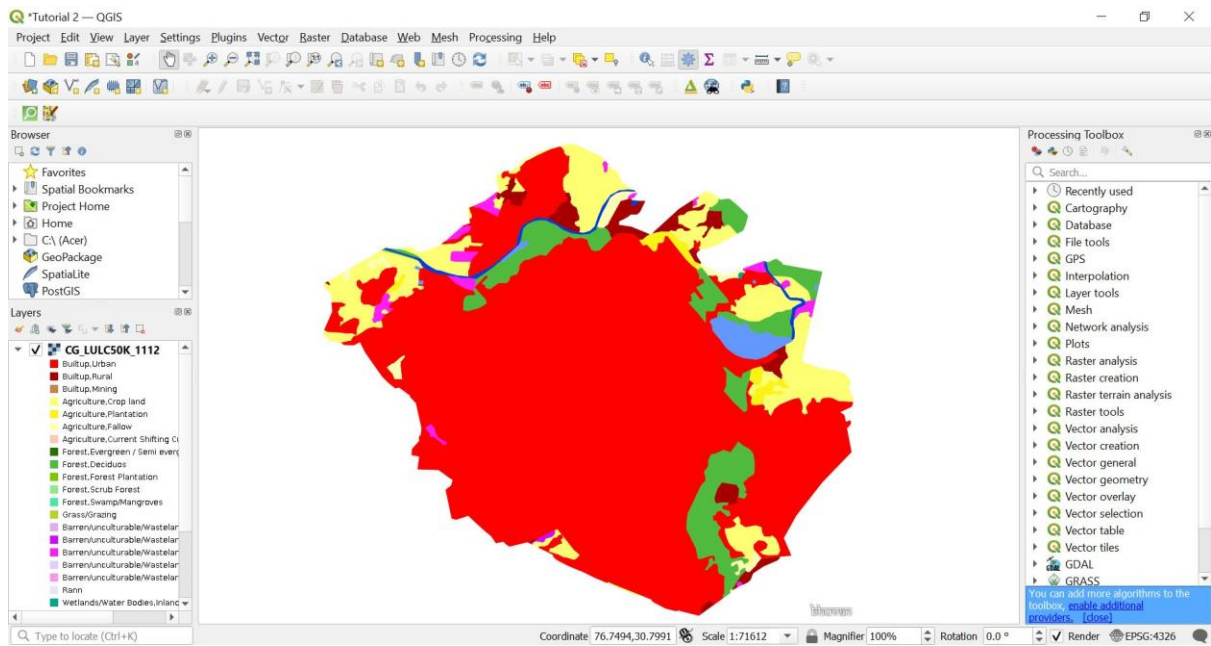 *Tutorial 2 — QGIS
Project Edit View Layer Settings Plugins Vector Raster Database Web Mesh Processing Help
Browser
Favorites
Spatial Bookmarks
Project Home
Home
C:\ (Acer)
GeoPackage
SpatiaLite
PostGIS
Layers
CG_LULC50K_1112
Builtup,Urban
Builtup,Rural
Builtup,Mining
Agriculture,Crop land
Agriculture,Plantation
Agriculture,Fallow
Agriculture,Current Shifting Cu
Forest,Evergreen / Semi everg
Forest,Deciduos
Forest,Forest Plantation
Forest,Scrub Forest
Forest,Swamp/Mangroves
Grass/Grazing
Barren/unculturable/Wastelan
Barren/unculturable/Wastelan
Barren/unculturable/Wastelan
Barren/unculturable/Wastelan
Barren/unculturable/Wastelan
Rann
Wetlands/Water Bodies,Inland
bhuvan
Processing Toolbox
Search...
Recently used
Cartography
Database
File tools
GPS
Interpolation
Layer tools
Mesh
Network analysis
Plots
Raster analysis
Raster creation
Raster terrain analysis
Raster tools
Vector analysis
Vector creation
Vector general
Vector geometry
Vector overlay
Vector selection
Vector table
Vector tiles
GDAL
GRASS
You can add more algorithms to the
toolbox, enable additional
providers. [close]
Type to locate (Ctrl+K)
Coordinate 76.7494,30.7991 Scale 1:71612 Magnifier 100% Rotation 0.0 ° Render EPSG:4326